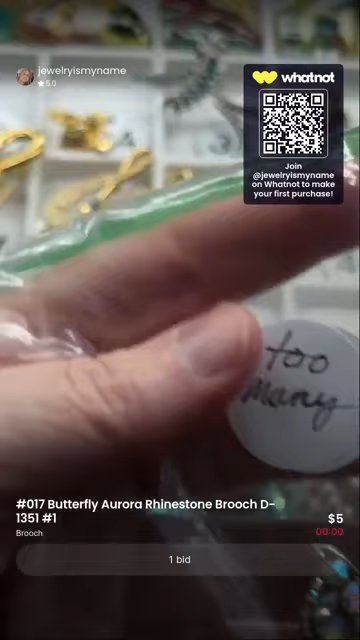 jewelryismyname
★ 5.0
whatnot
Join
@jewelryismyname
on Whatnot to make
your first purchase!
too
Many
#017 Butterfly Aurora Rhinestone Brooch D-
1351 #1
$5
Brooch
00:00
1 bid